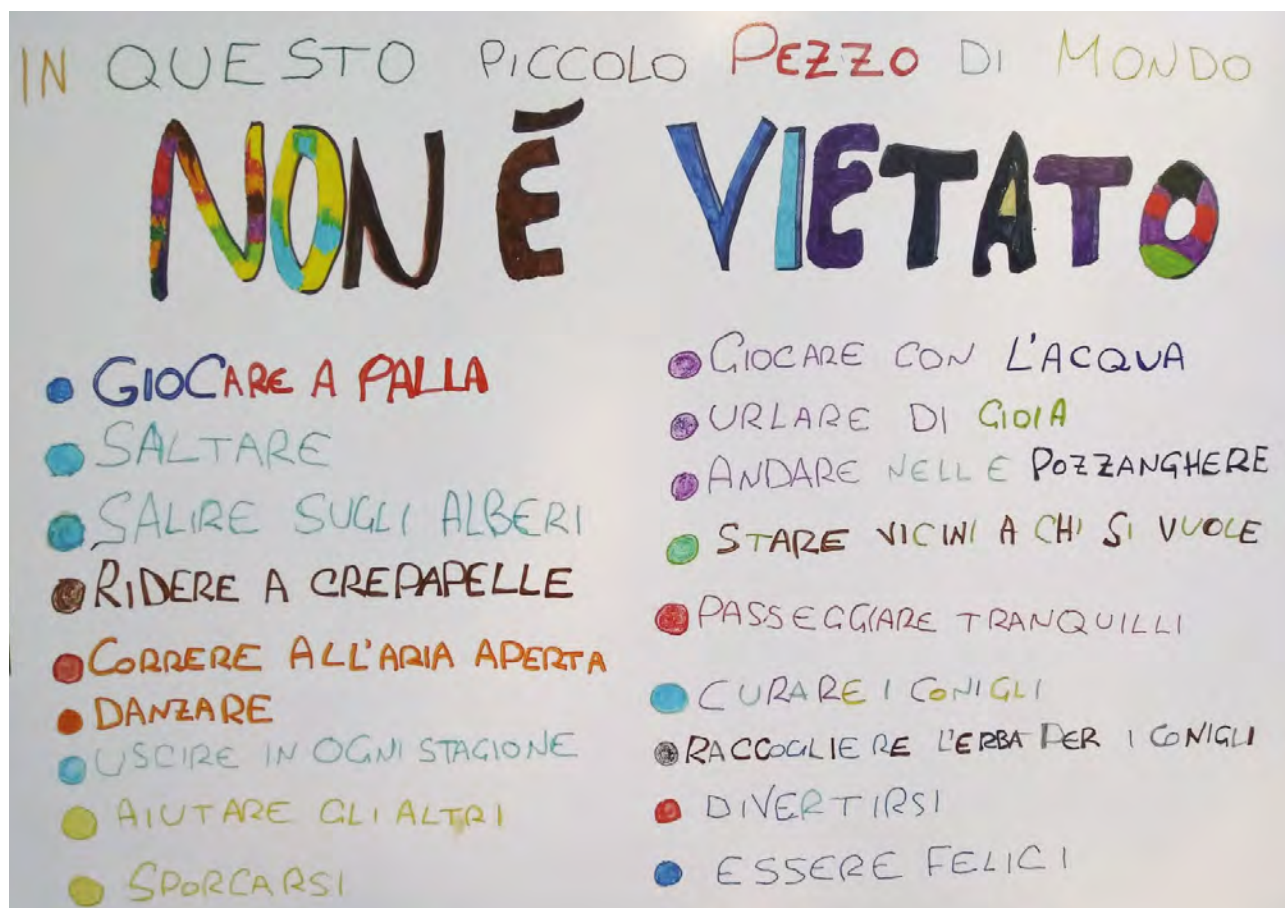 IN QUESTO PICCOLO PEZZO DI MONDO
NON È VIETATO
GIOCARE A PALLA
SALTARE
SALIRE SUGLI ALBERI
RIDERE A CREPAPELLE
CORRERE ALL'ARIA APERTA
DANZARE
USCIRE IN OGNI STAGIONE
AIUTARE GLI ALTRI
SPORCARSI
GIOCARE CON L'ACQUA
URLARE DI GIOIA
ANDARE NELLE POZZANGHERE
STARE VICINI A CHI SI VUOLE
PASSEGGIARE TRANQUILLI
CURARE I CONIGLI
RACCOGLIERE L'ERBA PER I CONIGLI
DIVERTIRSI
ESSERE FELICI